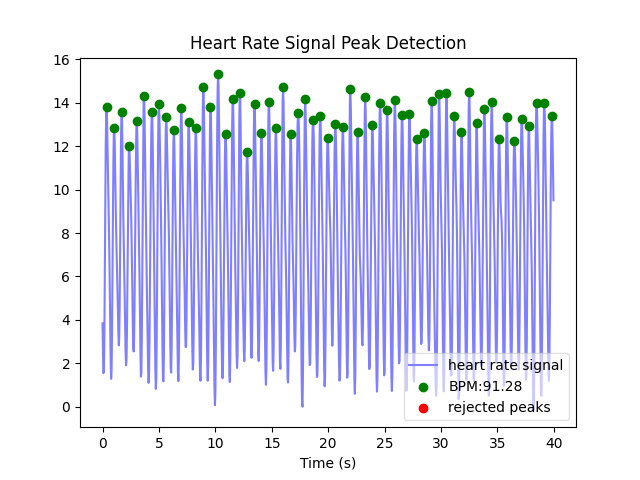 Heart Rate Signal Peak Detection
16
14
12
10
8
6
4
2
0
heart rate signal
BPM:91.28
rejected peaks
0 5 10 15 20 25 30 35 40
Time (s)